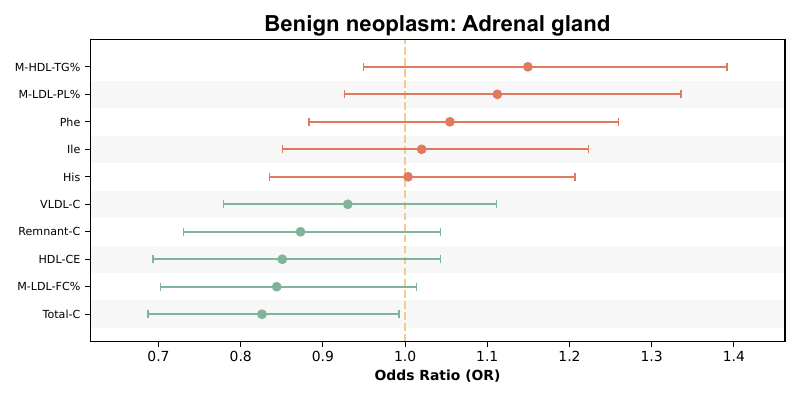 Benign neoplasm: Adrenal gland
M-HDL-TG%
M-LDL-PL%
Phe
Ile
His
VLDL-C
Remnant-C
HDL-CE
M-LDL-FC%
Total-C
0.7 0.8 0.9 1.0 1.1 1.2 1.3 1.4
Odds Ratio (OR)